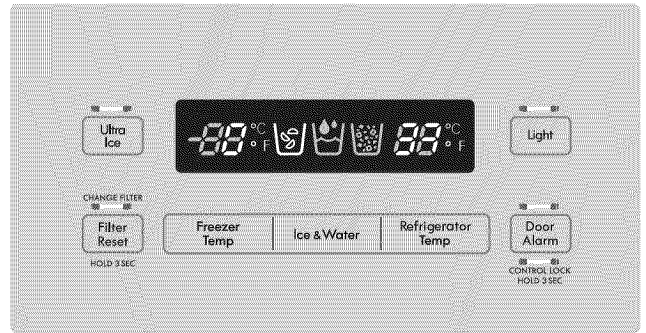 Ultra
Ice
-88 °C
° F
88 °C
° F
Light
CHANGE FILTER
Filter
Reset
HOLD 3 SEC
Freezer
Temp
Ice & Water
Refrigerator
Temp
Door
Alarm
CONTROL LOCK
HOLD 3 SEC